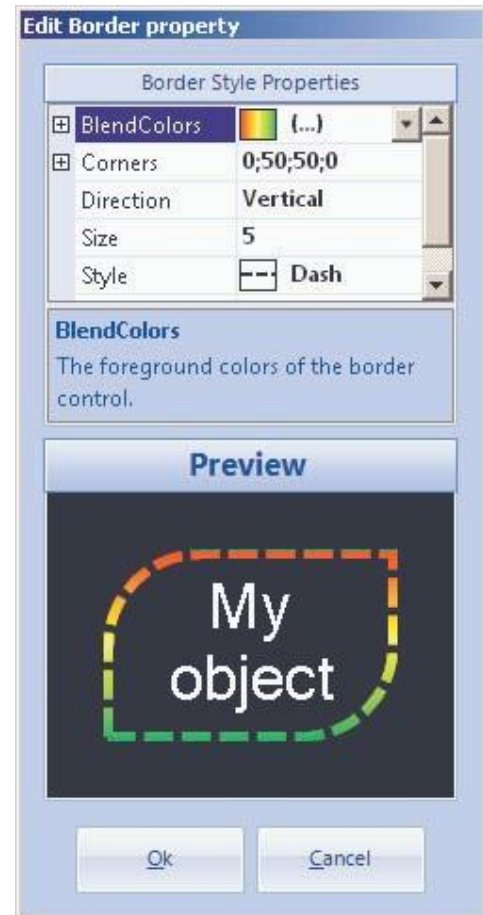 Edit Border property
Border Style Properties
BlendColors (...)
Corners 0;50;50;0
Direction Vertical
Size 5
Style Dash
BlendColors
The foreground colors of the border
control.
Preview
My
object
Ok Cancel